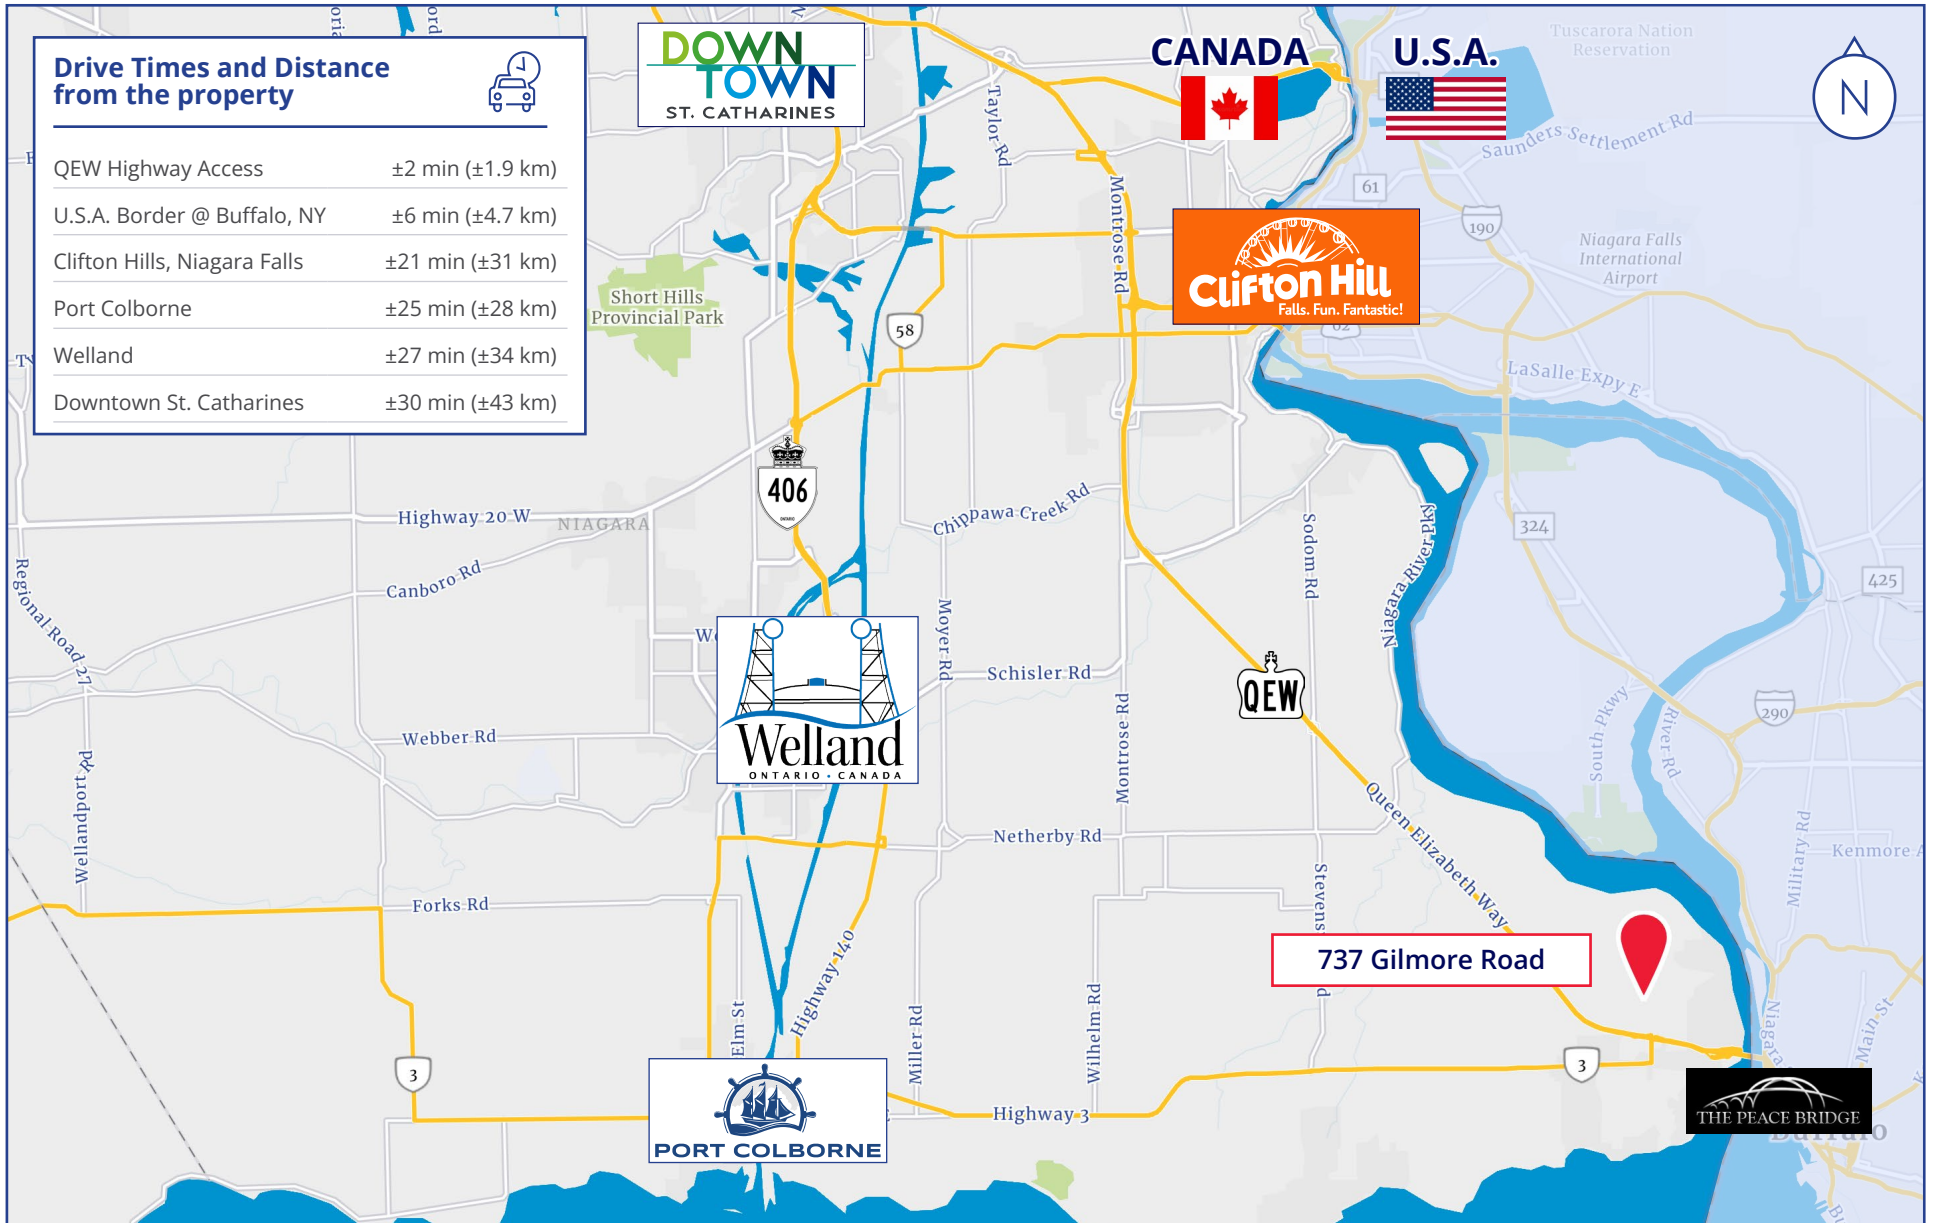 Drive Times and Distance
from the property
QEW Highway Access ±2 min (±1.9 km)
U.S.A. Border @ Buffalo, NY ±6 min (±4.7 km)
Clifton Hills, Niagara Falls ±21 min (±31 km)
Port Colborne ±25 min (±28 km)
Welland ±27 min (±34 km)
Downtown St. Catharines ±30 min (±43 km)
DOWN
TOWN
ST. CATHARINES
CANADA
U.S.A.
Tuscarora Nation
Reservation
N
Saunders Settlement Rd
Taylor Rd
61
Montrose Rd
190
Niagara Falls
International
Airport
Clifton Hill
Falls. Fun. Fantastic!
Short Hills
Provincial Park
58
LaSalle Expy E
406
ONTARIO
Highway 20 W
NIAGARA
Chippawa Creek Rd
Sodom Rd
Niagara River Pky
324
425
Canboro Rd
Regional Road 27
Moyer Rd
Schisler Rd
Welland
ONTARIO • CANADA
QEW
Montrose Rd
South Pkwy
River Rd
290
Webber Rd
Wellandport Rd
Queen Elizabeth Way
Netherby Rd
Military Rd
Kenmore
Forks Rd
Highway 140
737 Gilmore Road
Elm St
Miller Rd
Wilhelm Rd
Niagara
Main St
3
3
Highway 3
THE PEACE BRIDGE
Buffalo
PORT COLBORNE